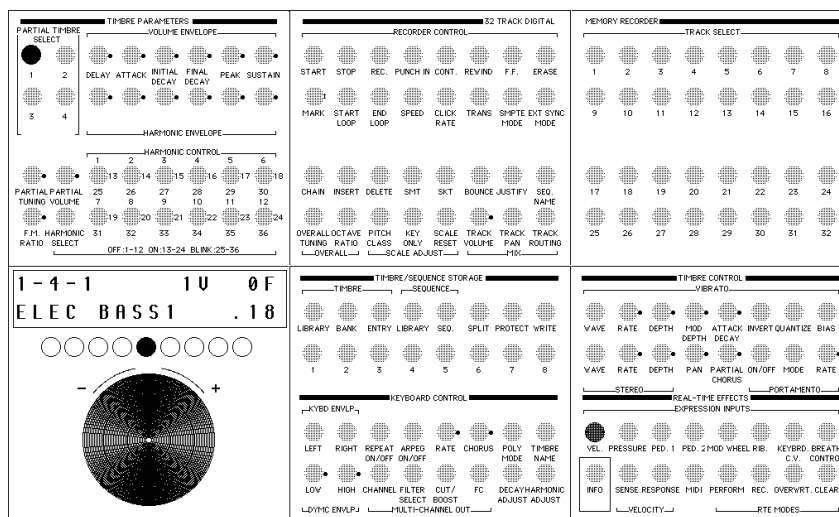 TIMBRE PARAMETERS
PARTIAL TIMBRE
SELECT
VOLUME ENVELOPE
1 2
DELAY ATTACK INITIAL DECAY FINAL DECAY PEAK SUSTAIN
3 4
HARMONIC ENVELOPE
HARMONIC CONTROL
1 2 3 4 5 6
13 14 15 16 17 18
PARTIAL TUNING PARTIAL VOLUME 25 26 27 28 29 30
7 8 9 10 11 12
19 20 21 22 23 24
F.M. RATIO HARMONIC SELECT 31 32 33 34 35 36
OFF:1-12 ON:13-24 BLINK:25-36
32 TRACK DIGITAL
RECORDER CONTROL
START STOP REC. PUNCH IN CONT. REWIND F.F. ERASE
MARK START LOOP END LOOP SPEED CLICK RATE TRANS SMPTE MODE EXT SYNC MODE
CHAIN INSERT DELETE SMT SKT BOUNCE JUSTIFY SEQ. NAME
OVERALL TUNING OCTAVE RATIO PITCH CLASS KEY ONLY SCALE RESET TRACK VOLUME TRACK PAN TRACK ROUTING
OVERALL SCALE ADJUST MIX
MEMORY RECORDER
TRACK SELECT
1 2 3 4 5 6 7 8
9 10 11 12 13 14 15 16
17 18 19 20 21 22 23 24
25 26 27 28 29 30 31 32
1-4-1 1V 0F
ELEC BASS1 .18
- +
TIMBRE/SEQUENCE STORAGE
TIMBRE SEQUENCE
LIBRARY BANK ENTRY LIBRARY SEQ. SPLIT PROTECT WRITE
1 2 3 4 5 6 7 8
KEYBOARD CONTROL
KYBD ENVLP
LEFT RIGHT REPEAT ON/OFF ARPEG ON/OFF RATE CHORUS POLY MODE TIMBRE NAME
LOW HIGH CHANNEL FILTER SELECT CUT/BOOST FC DECAY ADJUST HARMONIC ADJUST
DYMC ENVLP MULTI-CHANNEL OUT
TIMBRE CONTROL
VIBRATO
WAVE RATE DEPTH MOD DEPTH ATTACK DECAY INVERT QUANTIZE BIAS
WAVE RATE DEPTH PAN PARTIAL CHORUS ON/OFF MODE RATE
STEREO PORTAMENTO
REAL-TIME EFFECTS
EXPRESSION INPUTS
VEL. PRESSURE PED. 1 PED. 2 MOD WHEEL RIB. KEYBRD. C.V. BREATH CONTRO
INFO SENSE. RESPONSE MIDI PERFORM REC. OVERWRT. CLEAR
VELOCITY RTE MODES